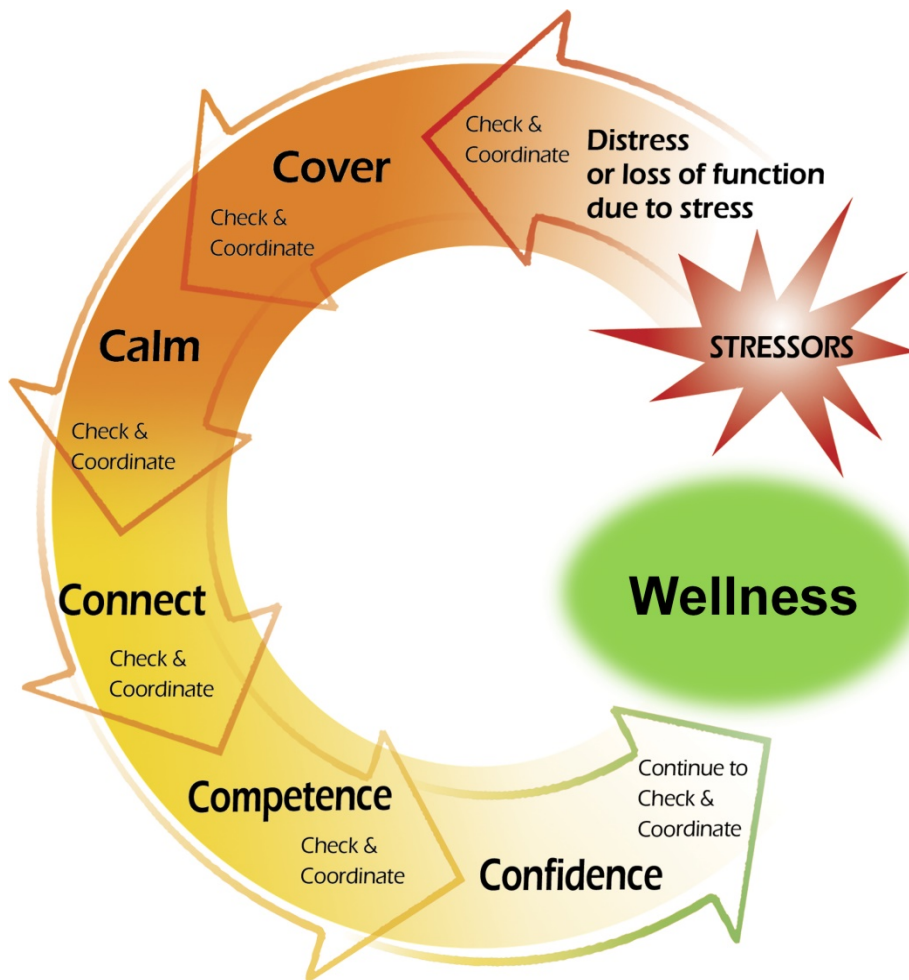 STRESSORS
Distress
or loss of function
due to stress
Check &
Coordinate
Cover
Check &
Coordinate
Calm
Check &
Coordinate
Connect
Check &
Coordinate
Competence
Check &
Coordinate
Confidence
Continue to
Check &
Coordinate
Wellness